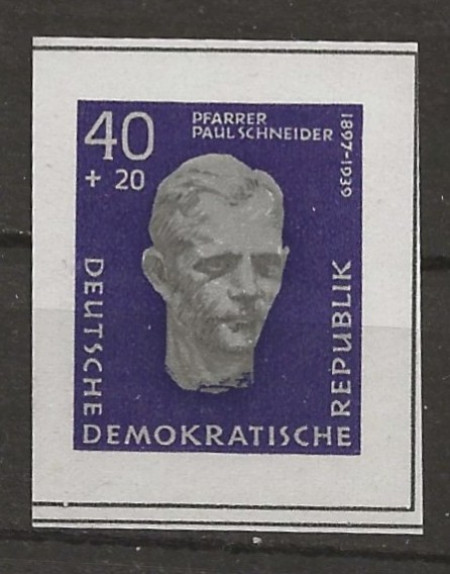 40
+ 20
PFARRER
PAUL SCHNEIDER
1897-1939
DEUTSCHE
DEMOKRATISCHE
REPUBLIK